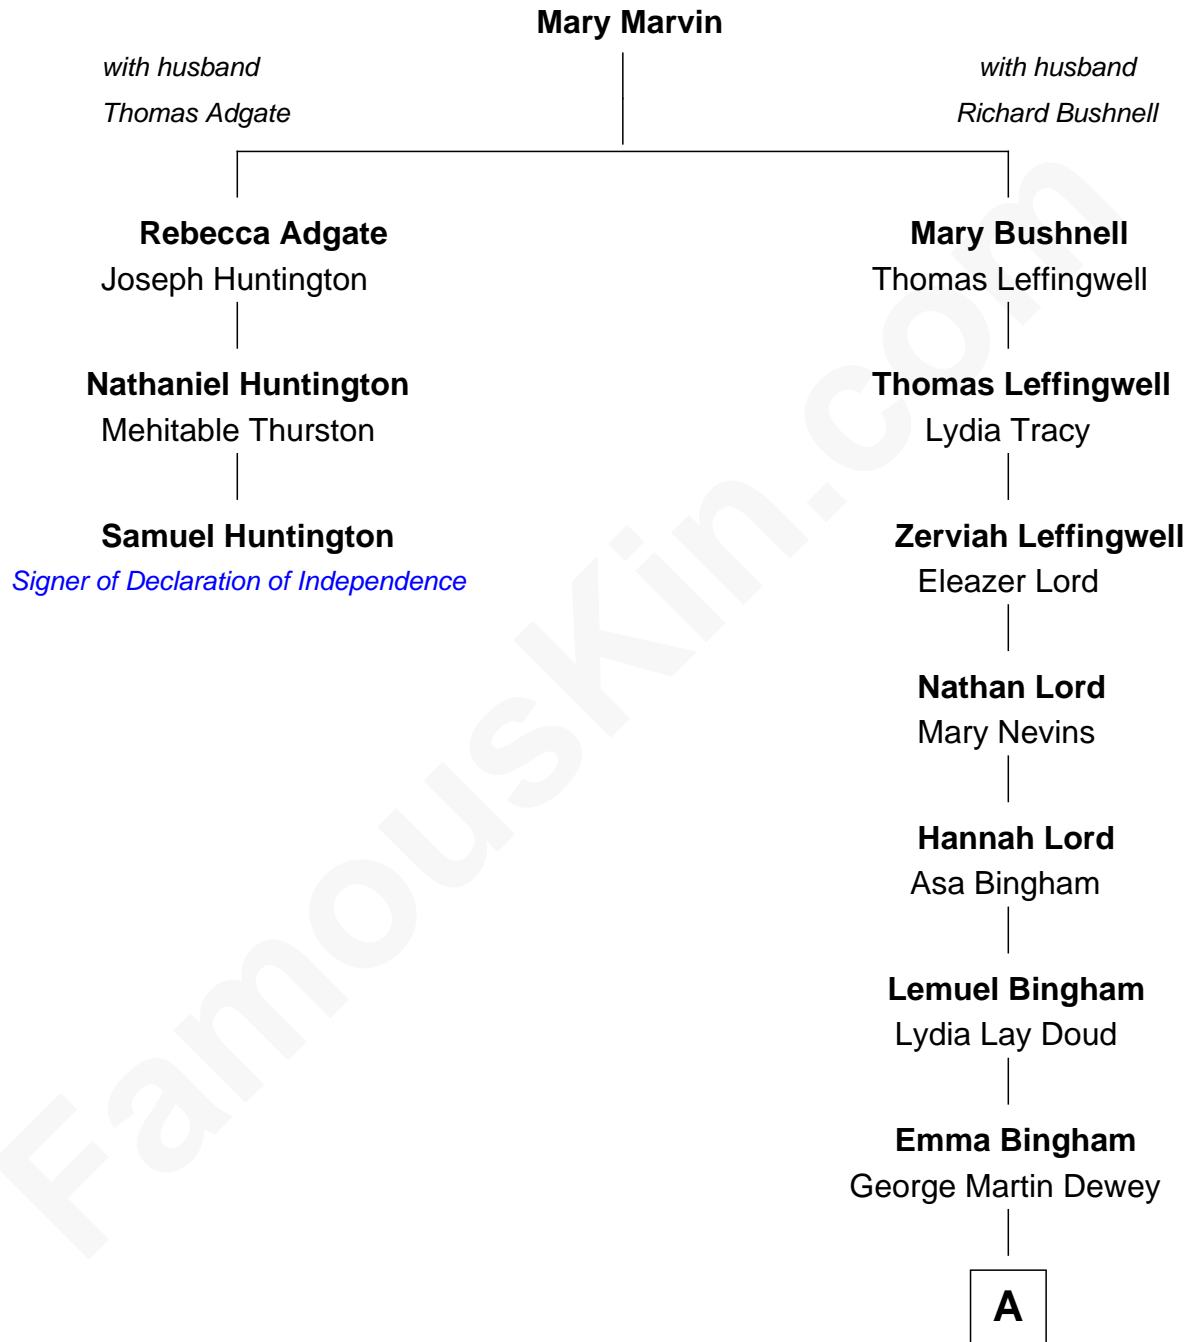 Mary Marvin
with husband
Thomas Adgate
with husband
Richard Bushnell
Rebecca Adgate
Joseph Huntington
Mary Bushnell
Thomas Leffingwell
Nathaniel Huntington
Mehitable Thurston
Thomas Leffingwell
Lydia Tracy
Samuel Huntington
Signer of Declaration of Independence
Zerviah Leffingwell
Eleazer Lord
Nathan Lord
Mary Nevins
Hannah Lord
Asa Bingham
Lemuel Bingham
Lydia Lay Doud
Emma Bingham
George Martin Dewey
A
FamousKin.com